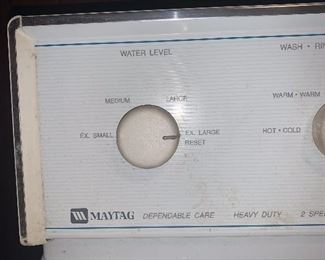 WATER LEVEL
WASH • RIN
MEDIUM
LARGE
WARM • WARM
EX. SMALL
EX. LARGE
RESET
HOT • COLD
MAYTAG
DEPENDABLE CARE
HEAVY DUTY
2 SPE